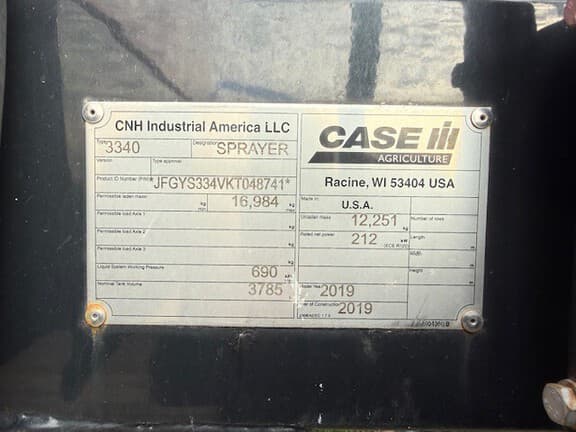 CNH Industrial America LLC
Type 3340 Designation SPRAYER
Version Type approval
Product ID Number (PIN) *JFGYS334VKT048741*
Permissible laden mass: kg 16,984 kg
Permissible load Axle 1
Permissible load Axle 2
Permissible load Axle 3
Liquid System Working Pressure 690
Nominal Tank Volume 3785
CASE IH
AGRICULTURE
Racine, WI 53404 USA
Made in: U.S.A.
Unladen mass 12,251 kg Number of rows
Rated net power 212 kW Length
Width
Height
Model Year 2019
Year of Construction 2019